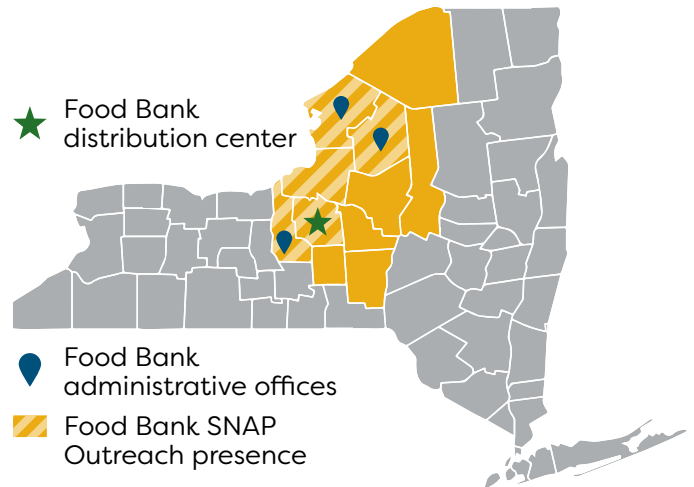 Food Bank
distribution center
Food Bank
administrative offices
Food Bank SNAP
Outreach presence